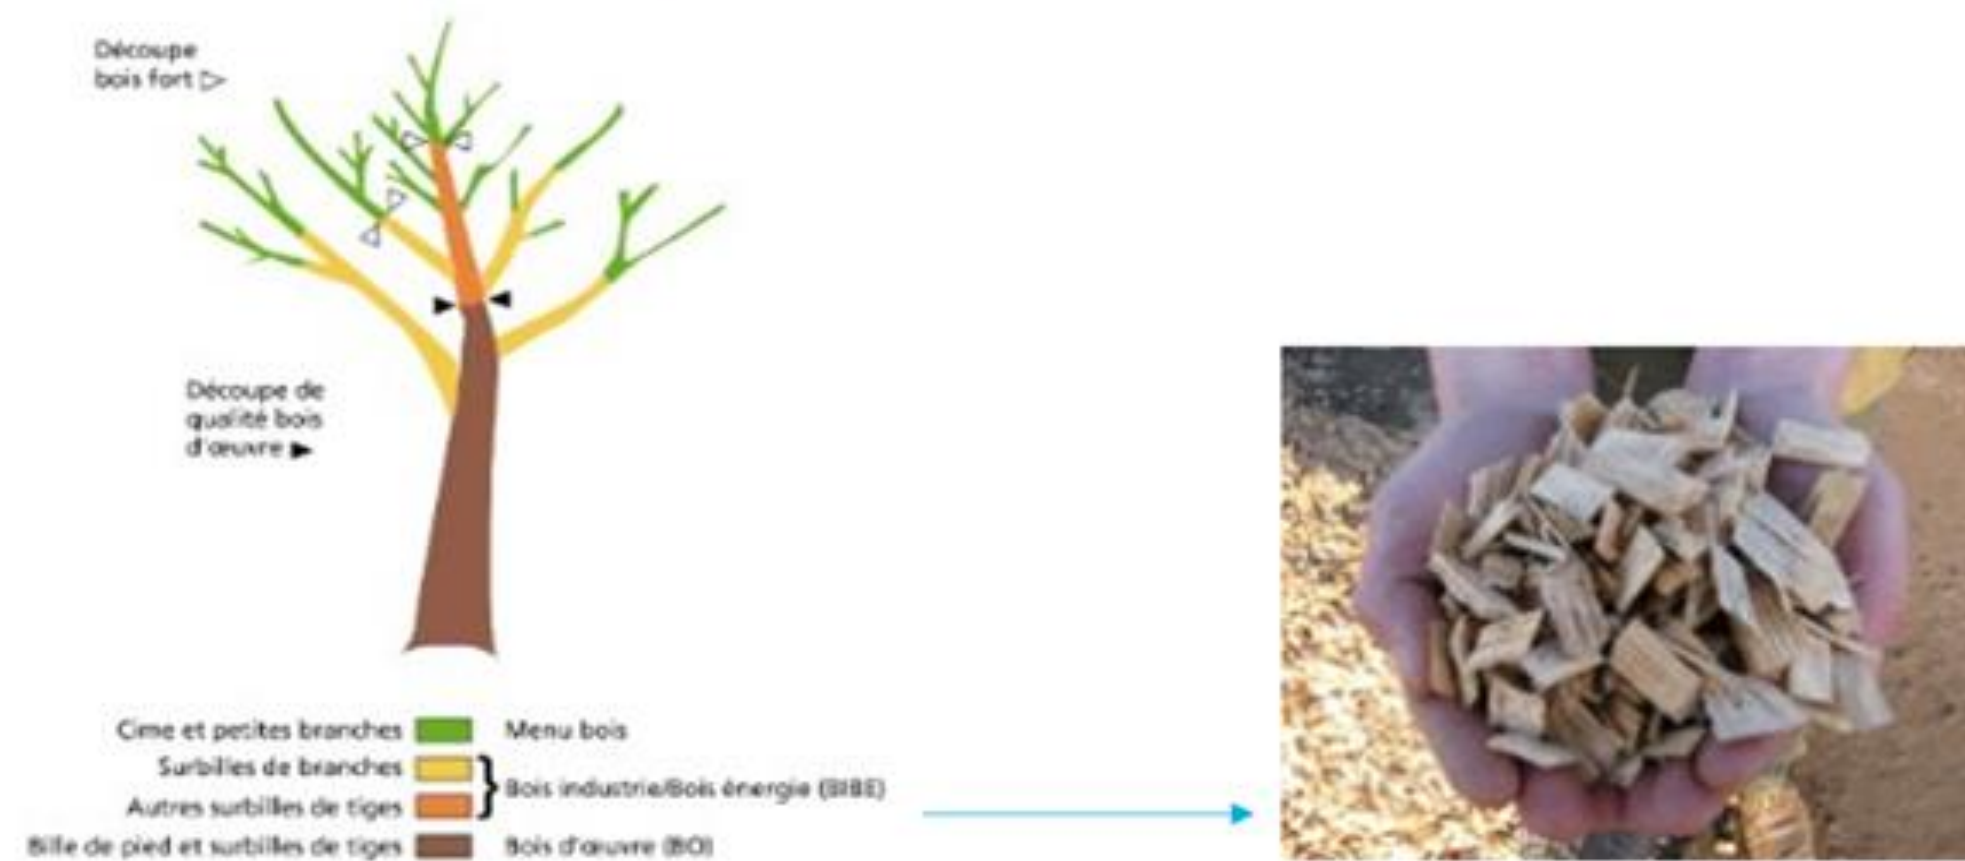 Découpe
bois fort ▷
Découpe de
qualité bois
d'œuvre ►
Cime et petites branches Menu bois
Surbilles de branches
Bois industrie/Bois énergie (BIBE)
Autres surbilles de tiges
Bille de pied et surbilles de tiges Bois d'œuvre (BO)